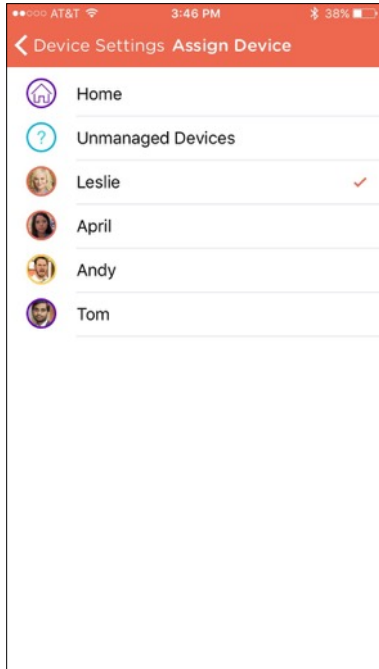 AT&T 3:46 PM 38%
Device Settings Assign Device
Home
? Unmanaged Devices
Leslie
April
Andy
Tom